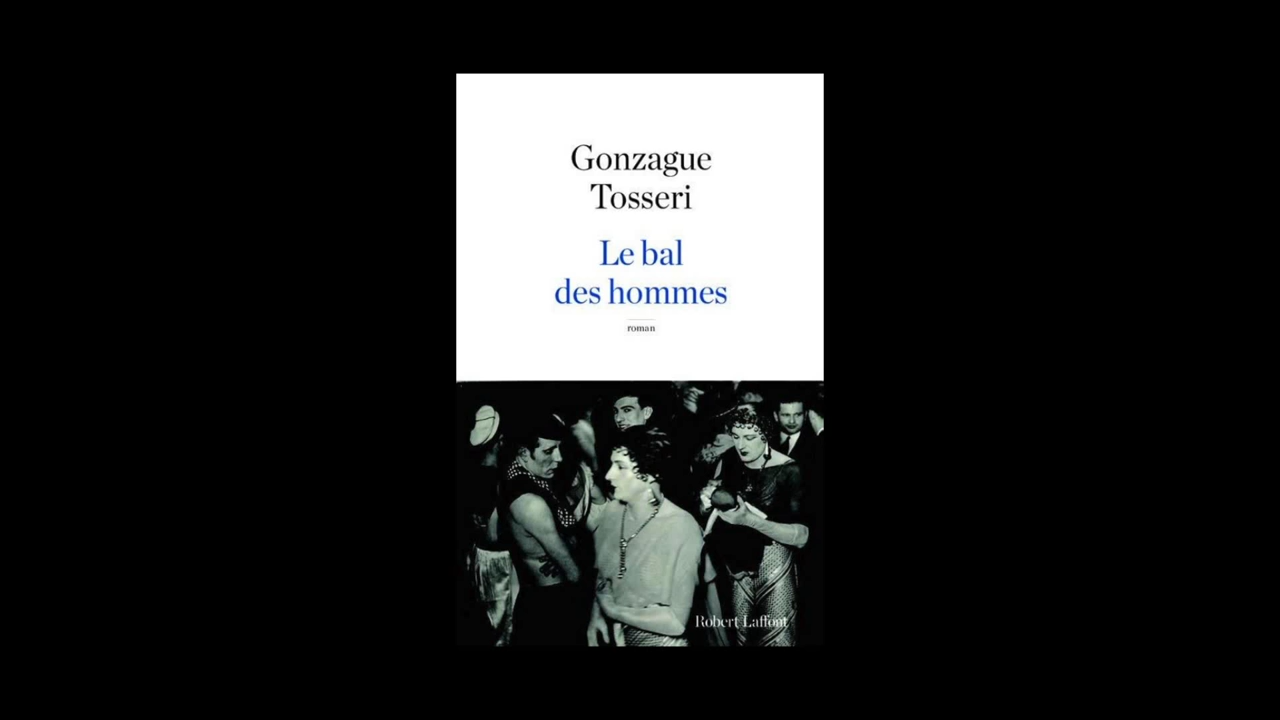 Gonzague
Tosseri
Le bal
des hommes
roman
Robert Laffont